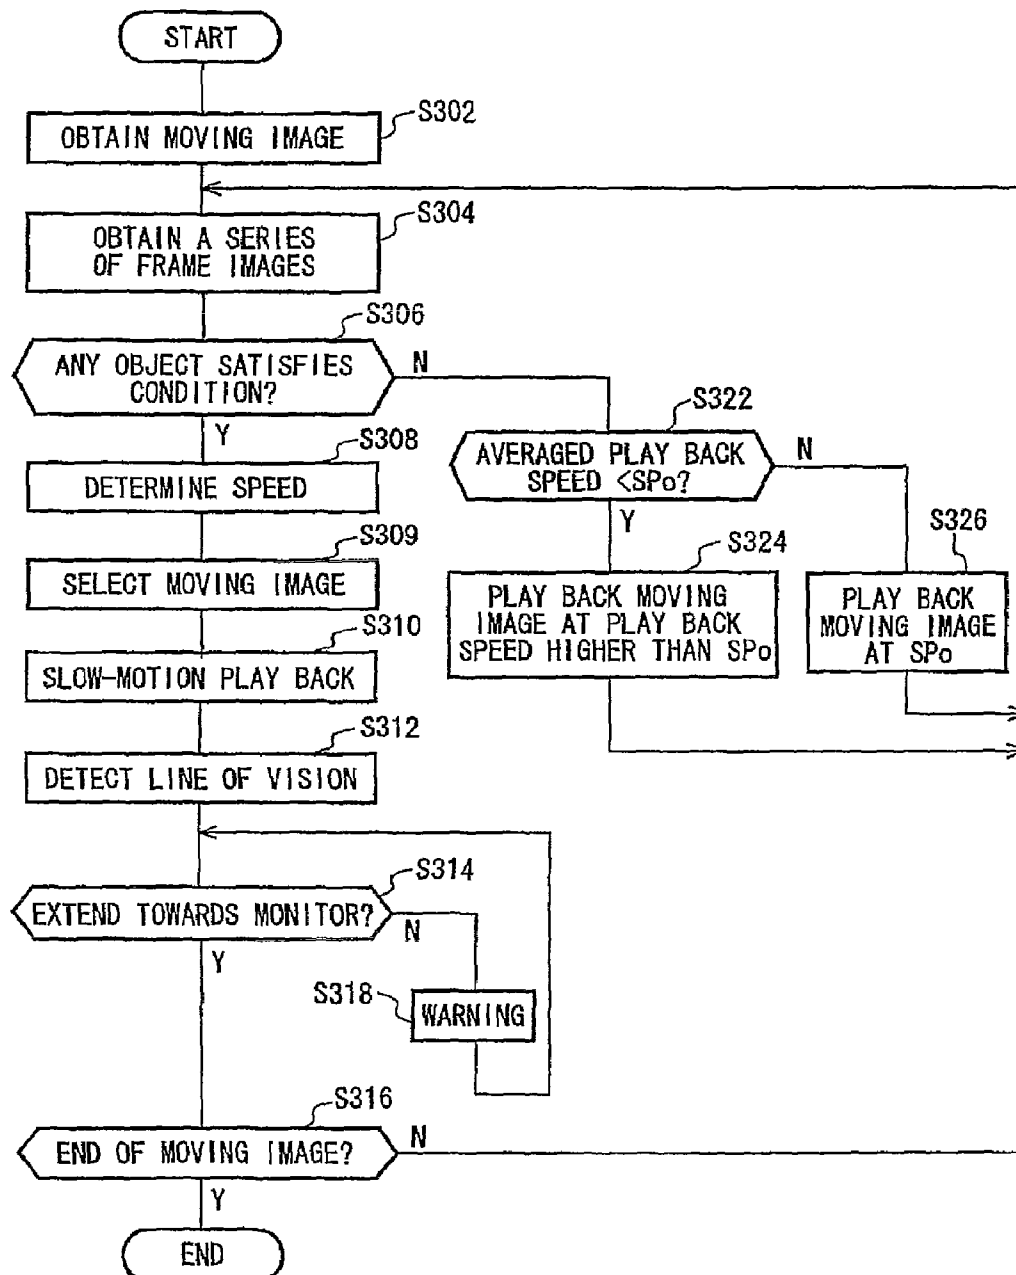 START
S302
OBTAIN MOVING IMAGE
S304
OBTAIN A SERIES
OF FRAME IMAGES
S306
ANY OBJECT SATISFIES
CONDITION?
N
Y
S322
AVERAGED PLAY BACK
SPEED <SPo?
N
Y
S308
DETERMINE SPEED
S309
SELECT MOVING IMAGE
S324
PLAY BACK MOVING
IMAGE AT PLAY BACK
SPEED HIGHER THAN SPo
S326
PLAY BACK
MOVING IMAGE
AT SPo
S310
SLOW-MOTION PLAY BACK
S312
DETECT LINE OF VISION
S314
EXTEND TOWARDS MONITOR?
N
Y
S318
WARNING
S316
END OF MOVING IMAGE?
N
Y
END